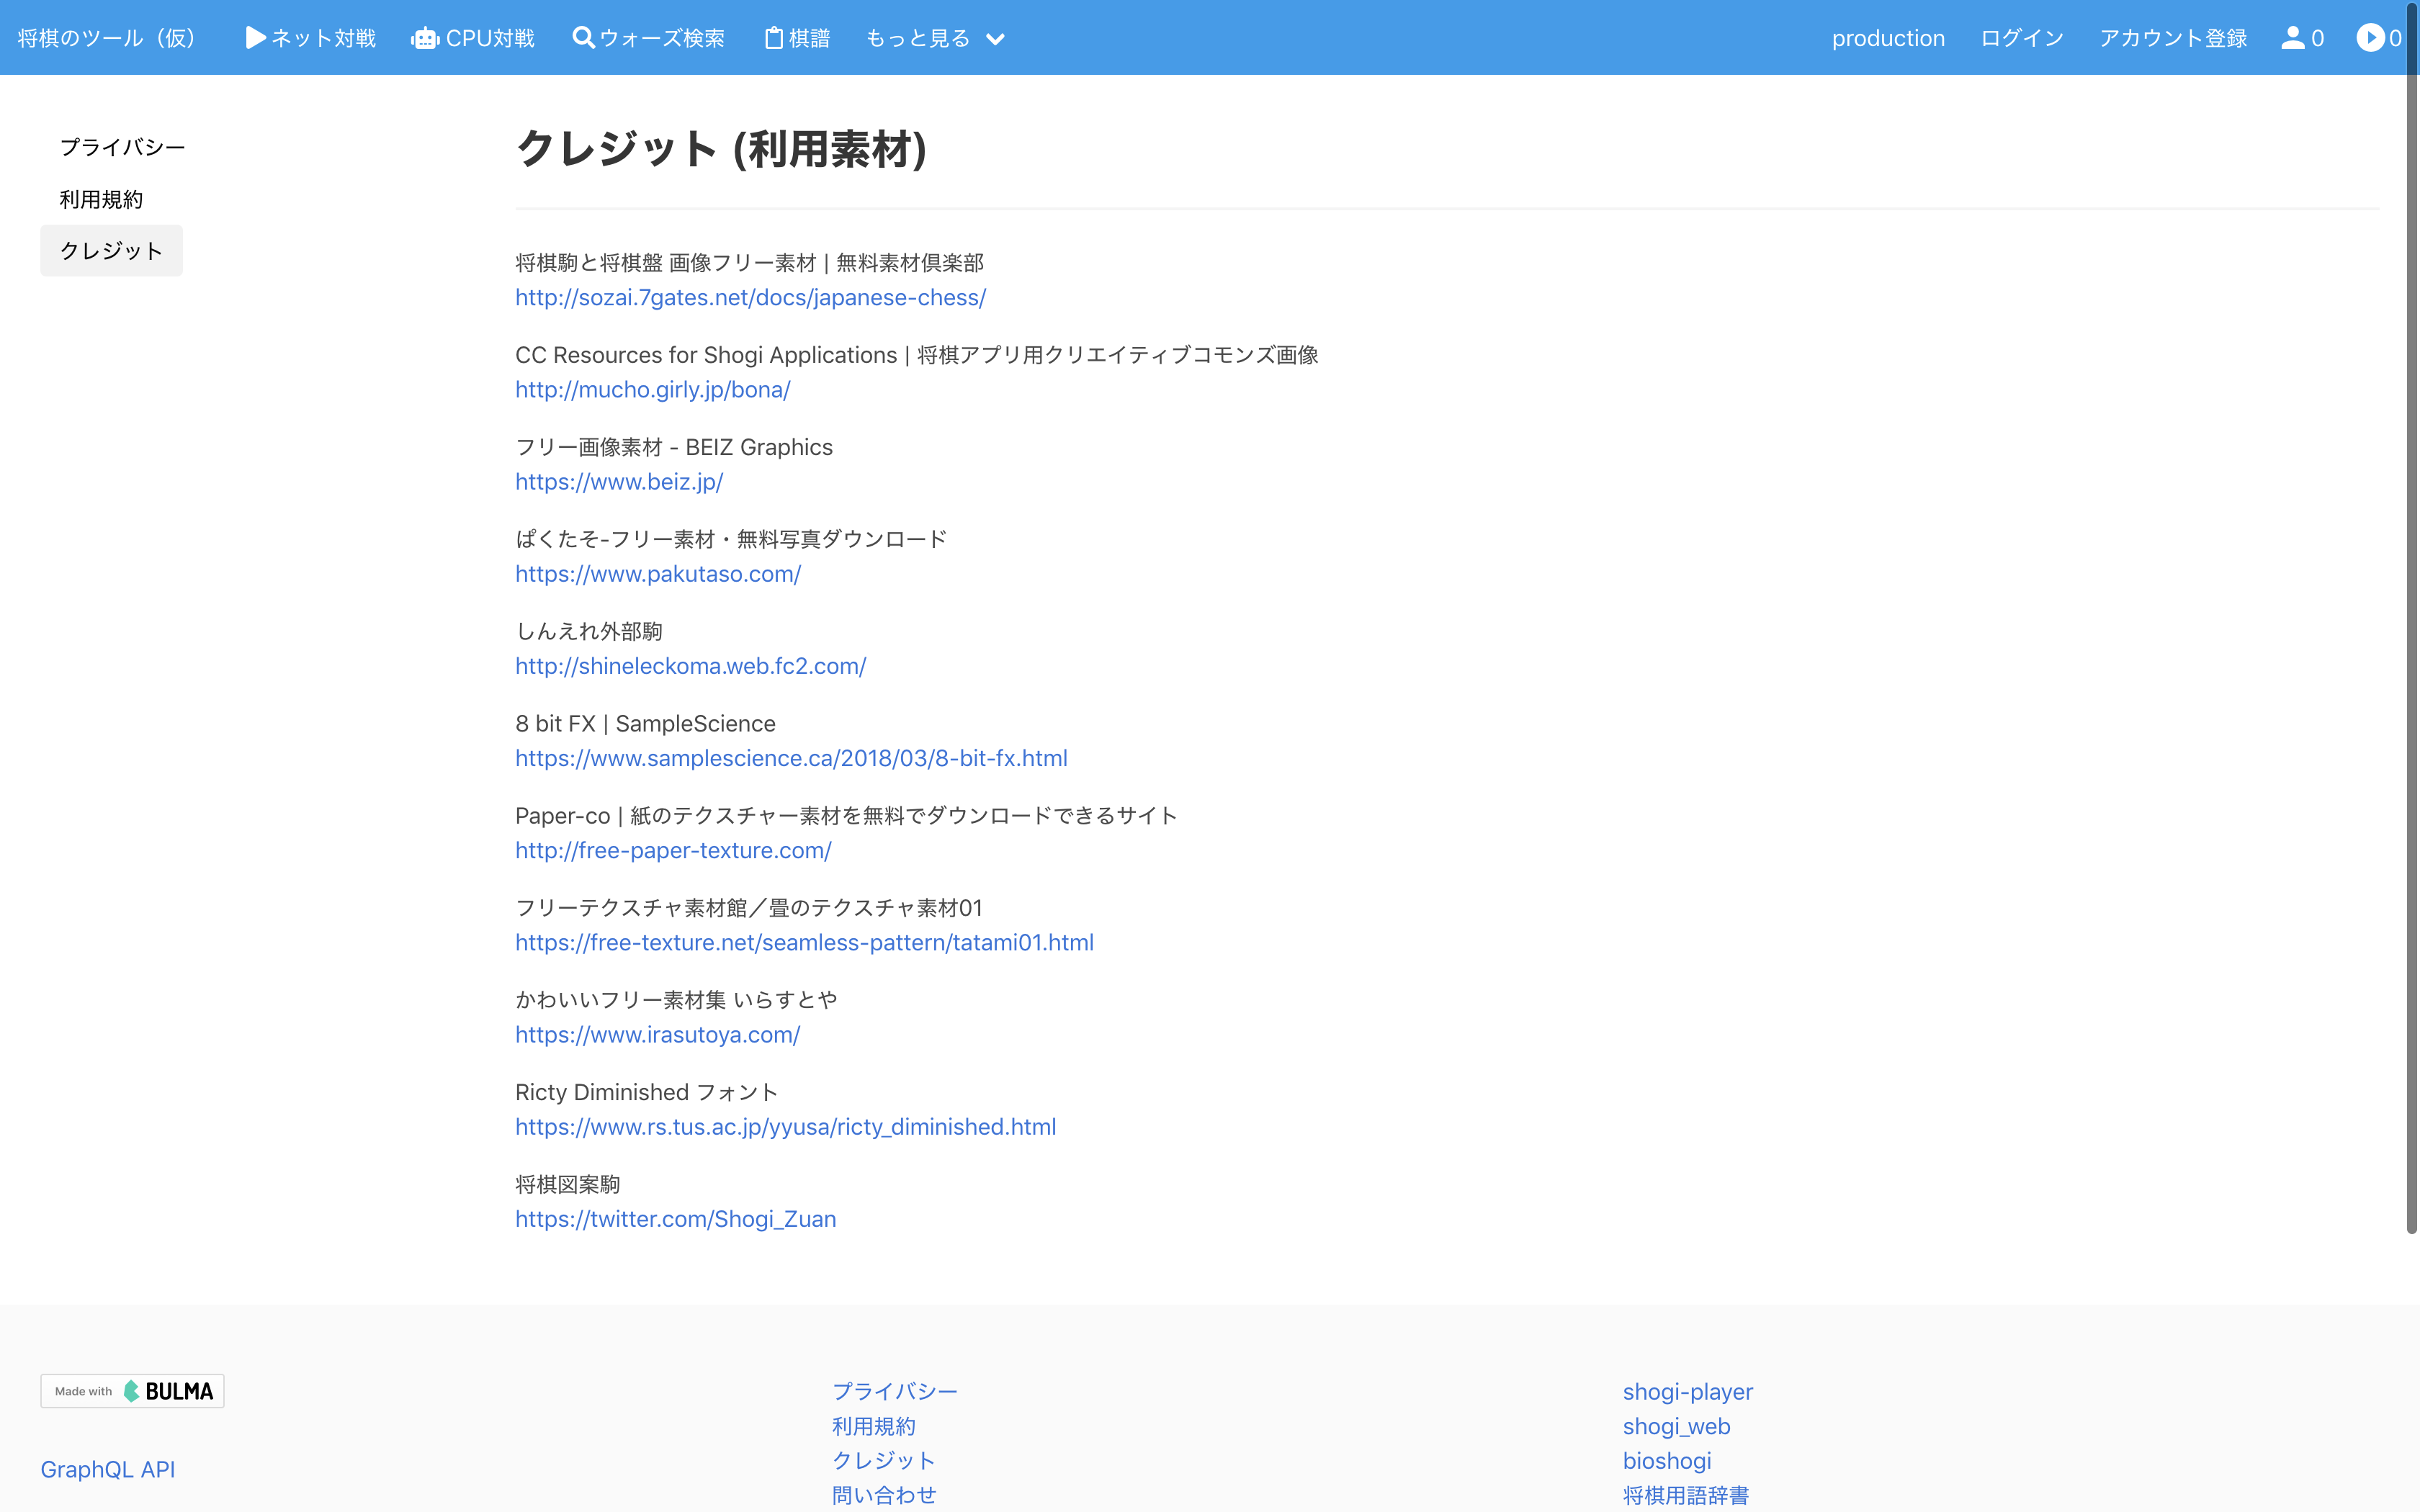 将棋のツール（仮） ネット対戦 CPU対戦 ウォーズ検索 棋譜 もっと見る production ログイン アカウント登録 0 0
プライバシー
利用規約
クレジット
クレジット (利用素材)
将棋駒と将棋盤 画像フリー素材 | 無料素材倶楽部
http://sozai.7gates.net/docs/japanese-chess/
CC Resources for Shogi Applications | 将棋アプリ用クリエイティブコモンズ画像
http://mucho.girly.jp/bona/
フリー画像素材 - BEIZ Graphics
https://www.beiz.jp/
ぱくたそ-フリー素材・無料写真ダウンロード
https://www.pakutaso.com/
しんえれ外部駒
http://shineleckoma.web.fc2.com/
8 bit FX | SampleScience
https://www.samplescience.ca/2018/03/8-bit-fx.html
Paper-co | 紙のテクスチャー素材を無料でダウンロードできるサイト
http://free-paper-texture.com/
フリーテクスチャ素材館／畳のテクスチャ素材01
https://free-texture.net/seamless-pattern/tatami01.html
かわいいフリー素材集 いらすとや
https://www.irasutoya.com/
Ricty Diminished フォント
https://www.rs.tus.ac.jp/yyusa/ricty_diminished.html
将棋図案駒
https://twitter.com/Shogi_Zuan
Made with BULMA
GraphQL API
プライバシー
利用規約
クレジット
問い合わせ
shogi-player
shogi_web
bioshogi
将棋用語辞書